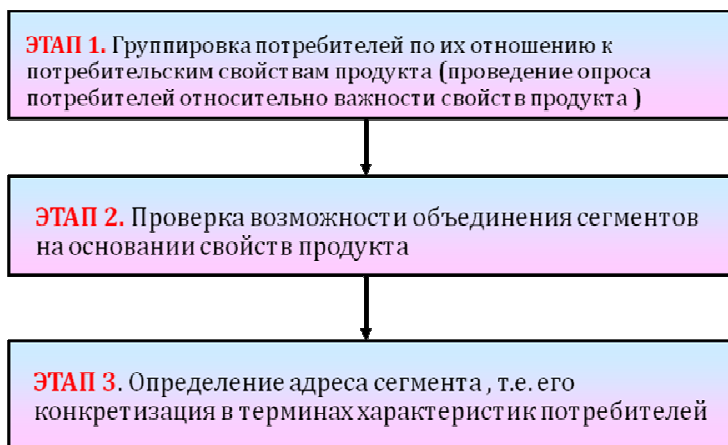 ЭТАП 1. Группировка потребителей по их отношению к
потребительским свойствам продукта (проведение опроса
потребителей относительно важности свойств продукта )
ЭТАП 2. Проверка возможности объединения сегментов
на основании свойств продукта
ЭТАП 3. Определение адреса сегмента , т.е. его
конкретизация в терминах характеристик потребителей